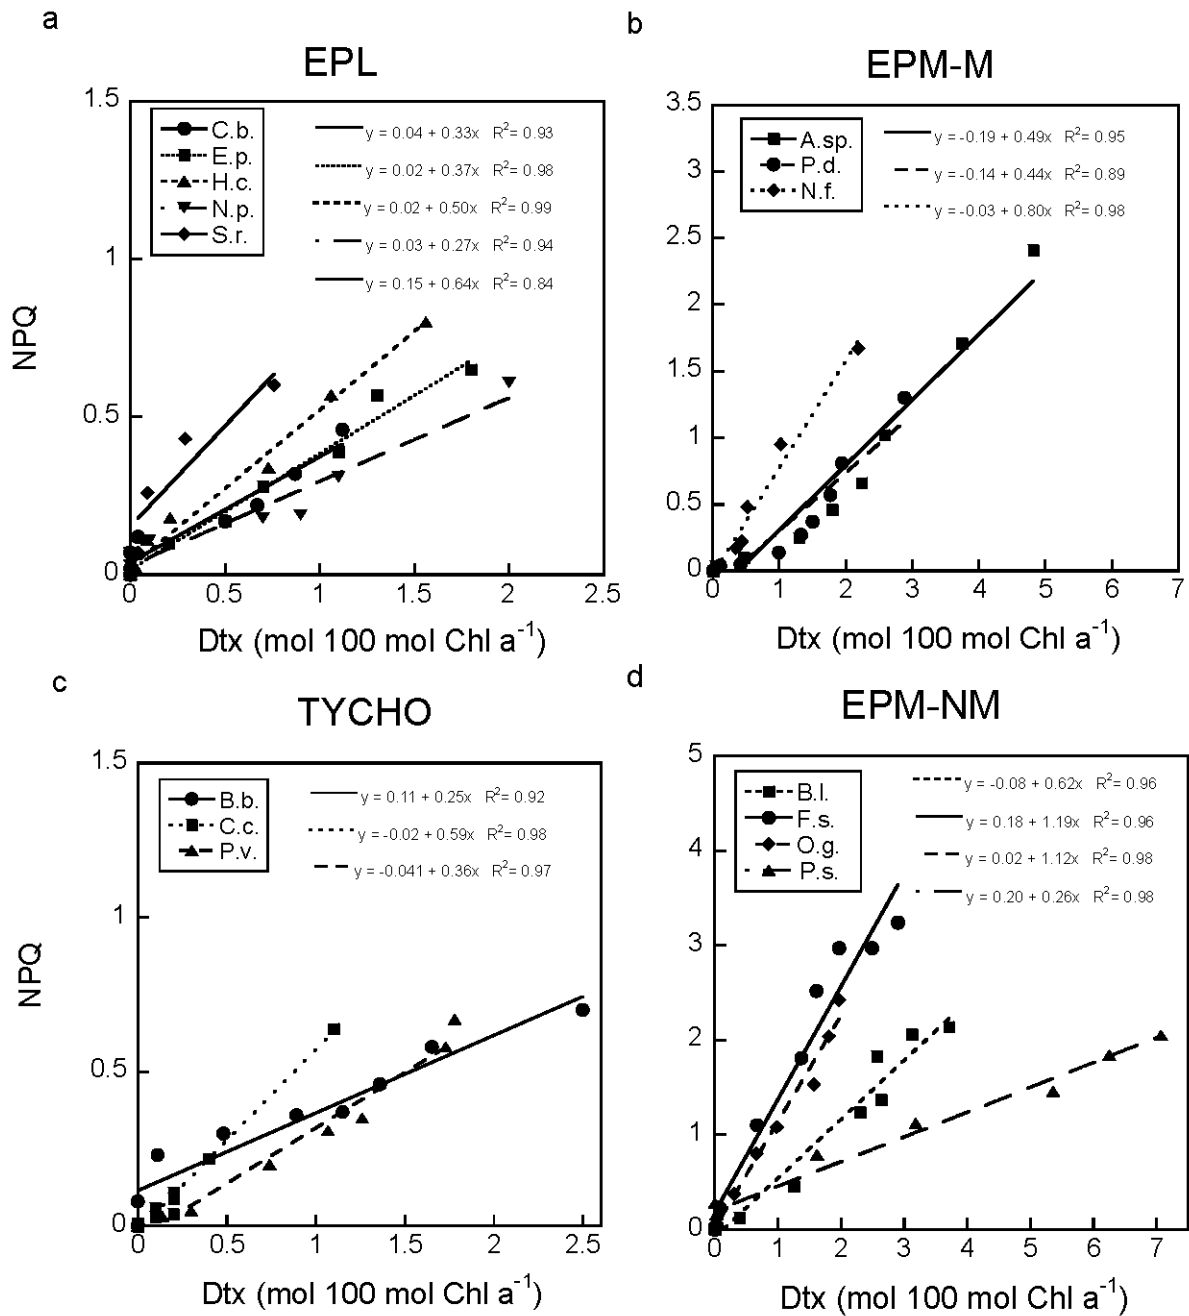 a
EPL
1.5
C.b.
E.p.
H.c.
N.p.
S.r.
y = 0.04 + 0.33x R²= 0.93
y = 0.02 + 0.37x R²= 0.98
y = 0.02 + 0.50x R²= 0.99
y = 0.03 + 0.27x R²= 0.94
y = 0.15 + 0.64x R²= 0.84
1
0.5
0
NPQ
0 0.5 1 1.5 2 2.5
Dtx (mol 100 mol Chl a⁻¹)
b
EPM-M
3.5
A.sp.
P.d.
N.f.
y = -0.19 + 0.49x R²= 0.95
y = -0.14 + 0.44x R²= 0.89
y = -0.03 + 0.80x R²= 0.98
3
2.5
2
1.5
1
0.5
0
0 1 2 3 4 5 6 7
Dtx (mol 100 mol Chl a⁻¹)
c
TYCHO
1.5
B.b.
C.c.
P.v.
y = 0.11 + 0.25x R²= 0.92
y = -0.02 + 0.59x R²= 0.98
y = -0.041 + 0.36x R²= 0.97
1
0.5
0
NPQ
0 0.5 1 1.5 2 2.5
Dtx (mol 100 mol Chl a⁻¹)
d
EPM-NM
5
B.l.
F.s.
O.g.
P.s.
y = -0.08 + 0.62x R²= 0.96
y = 0.18 + 1.19x R²= 0.96
y = 0.02 + 1.12x R²= 0.98
y = 0.20 + 0.26x R²= 0.98
4
3
2
1
0
0 1 2 3 4 5 6 7
Dtx (mol 100 mol Chl a⁻¹)